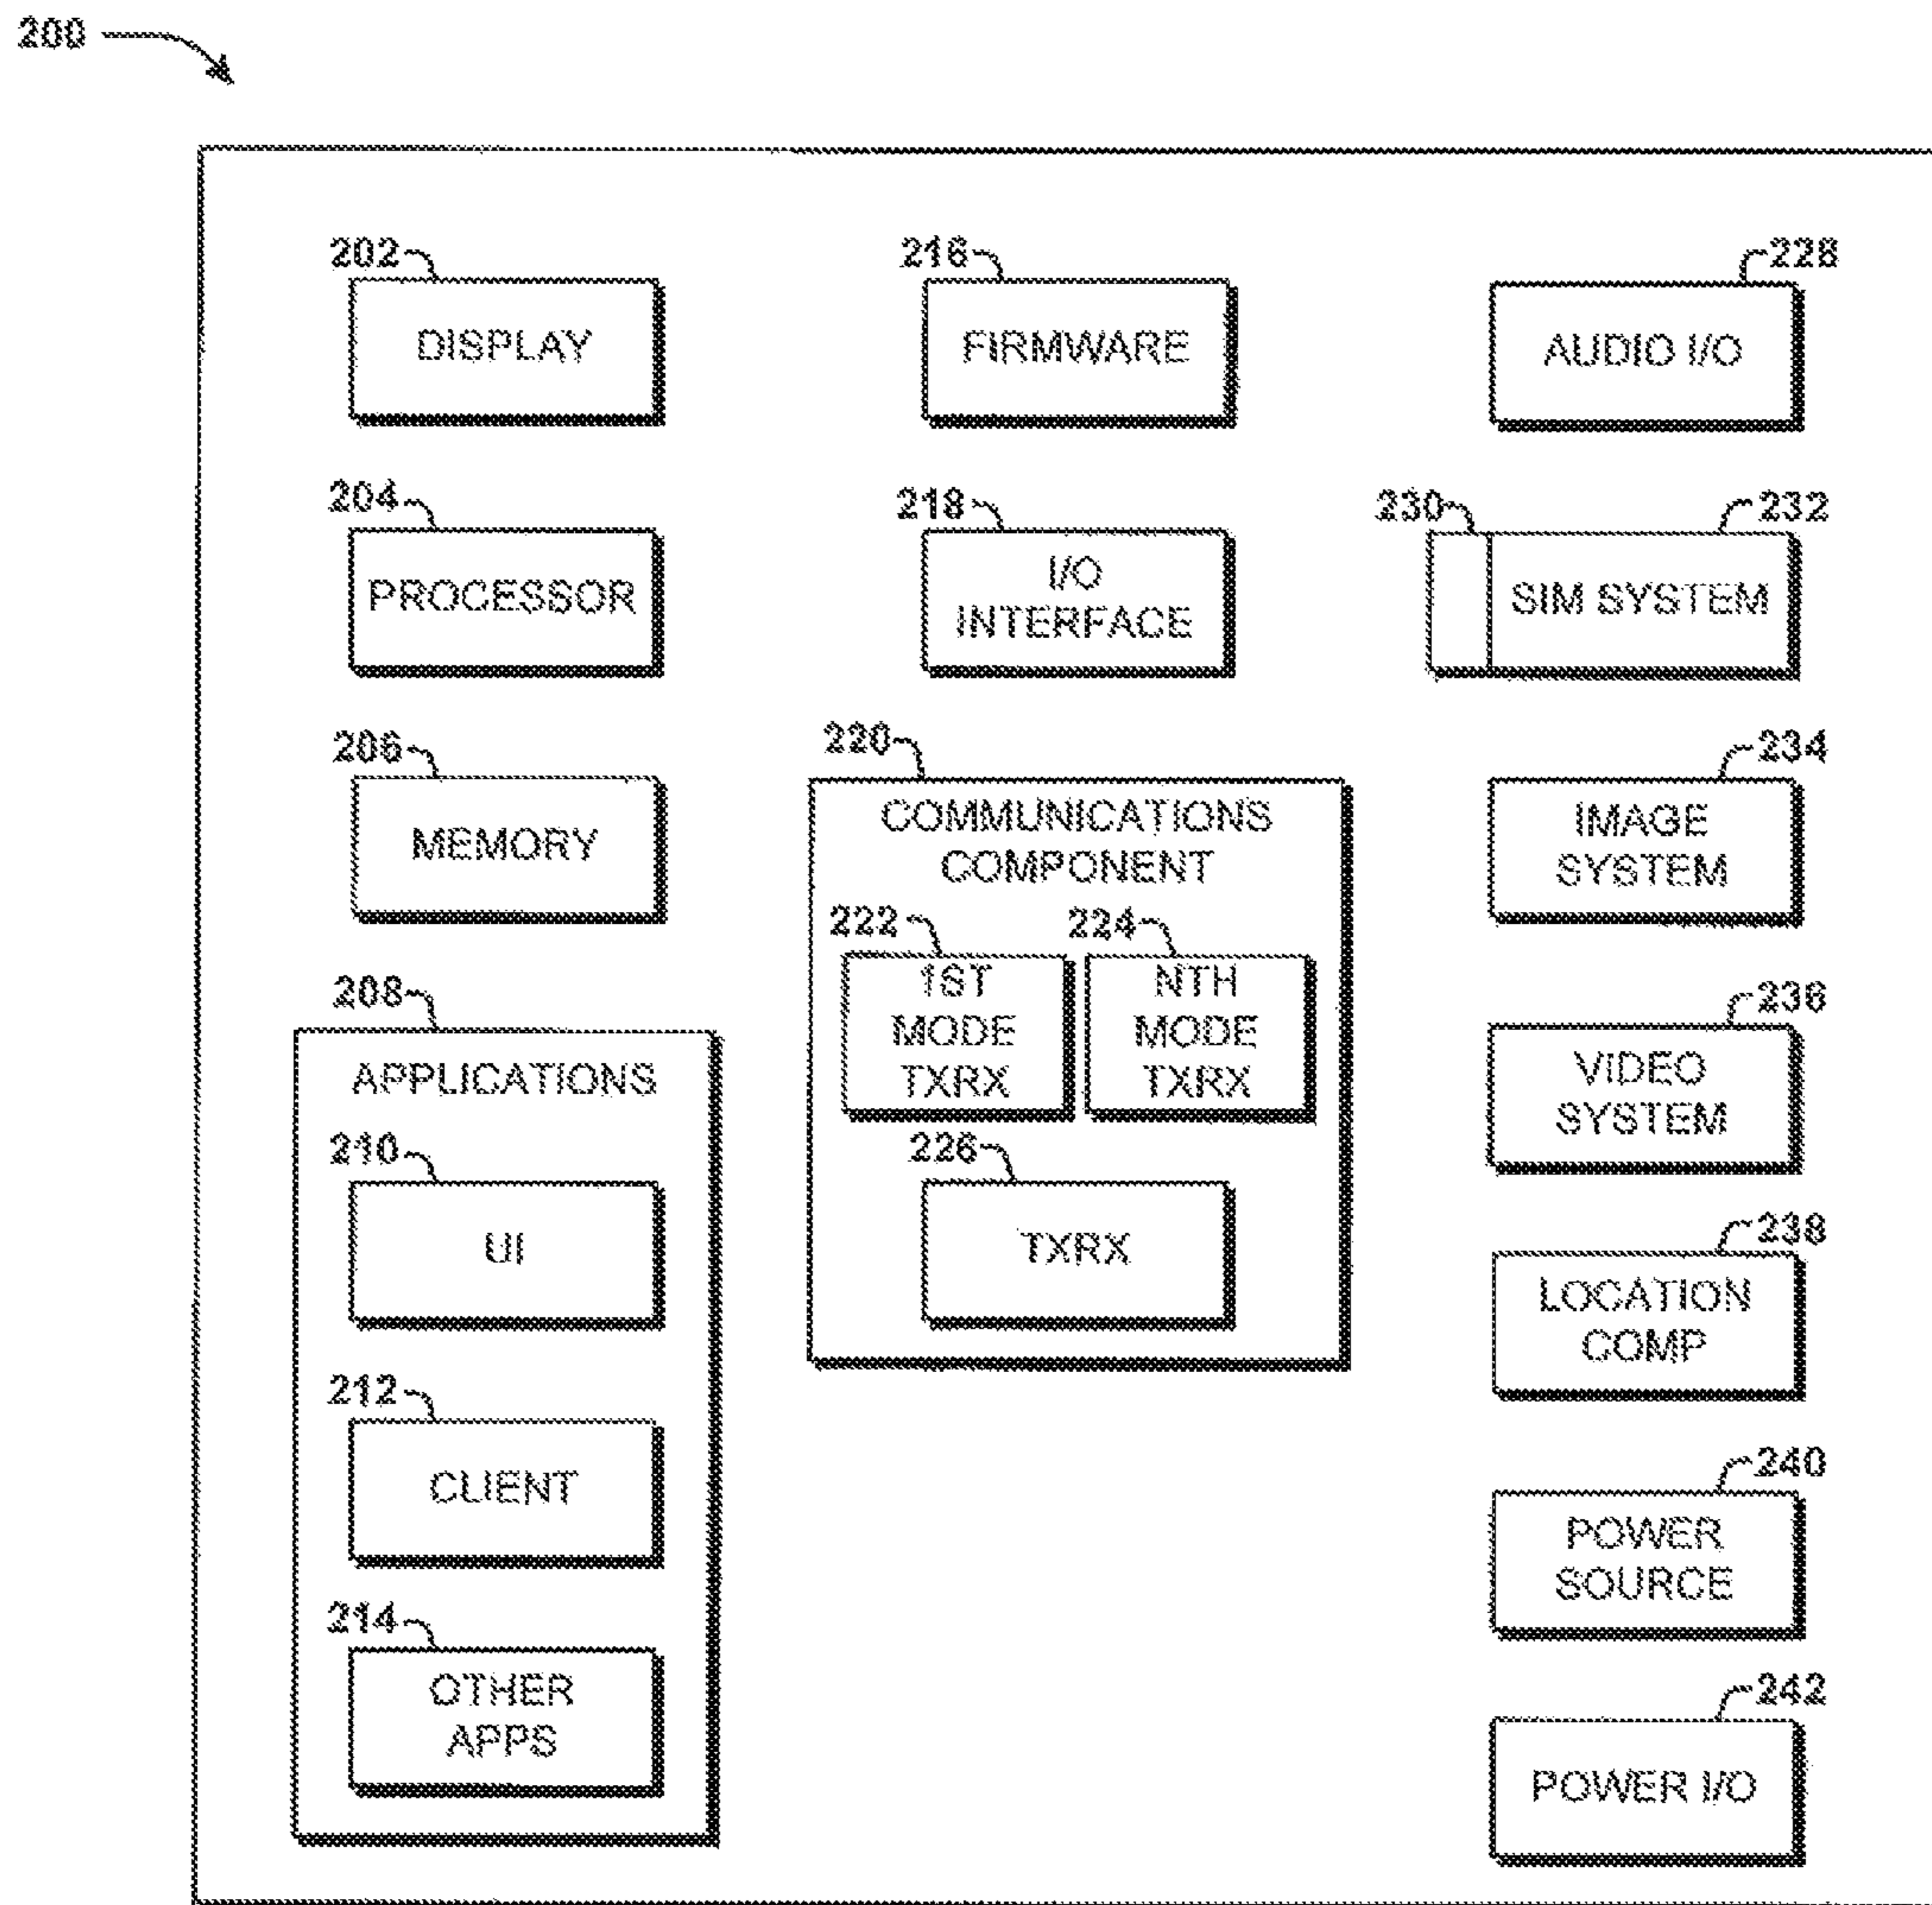 200
202
DISPLAY
204
PROCESSOR
206
MEMORY
208
APPLICATIONS
210
UI
212
CLIENT
214
OTHER
APPS
216
FIRMWARE
218
I/O
INTERFACE
220
COMMUNICATIONS
COMPONENT
222
1ST
MODE
TXRX
224
NTH
MODE
TXRX
226
TXRX
228
AUDIO I/O
230
232
SIM SYSTEM
234
IMAGE
SYSTEM
236
VIDEO
SYSTEM
238
LOCATION
COMP
240
POWER
SOURCE
242
POWER I/O